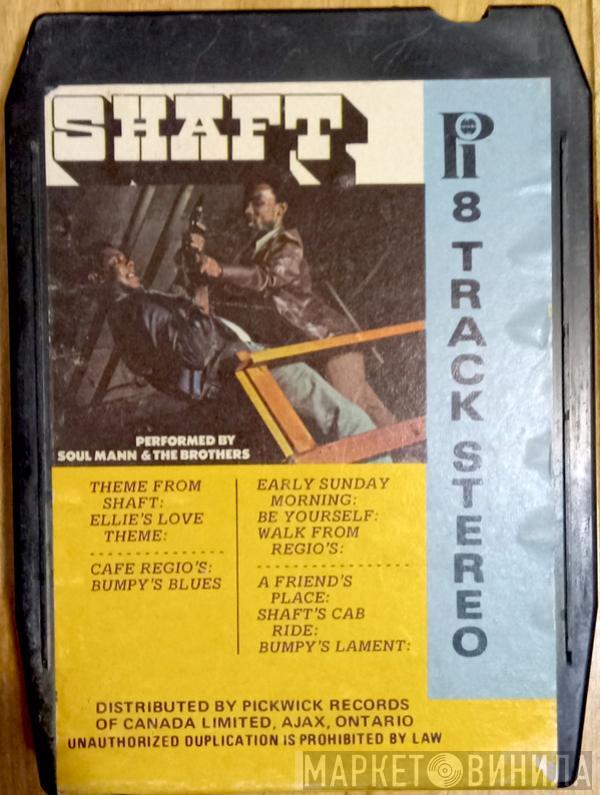 SHAFT
Pi
8 TRACK STEREO
PERFORMED BY
SOUL MANN & THE BROTHERS
THEME FROM
SHAFT:
ELLIE'S LOVE
THEME:
CAFE REGIO'S:
BUMPY'S BLUES
EARLY SUNDAY
MORNING:
BE YOURSELF:
WALK FROM
REGIO'S:
A FRIEND'S
PLACE:
SHAFT'S CAB
RIDE:
BUMPY'S LAMENT:
DISTRIBUTED BY PICKWICK RECORDS
OF CANADA LIMITED, AJAX, ONTARIO
UNAUTHORIZED DUPLICATION IS PROHIBITED BY LAW
МАРКЕТ ВИНИЛА